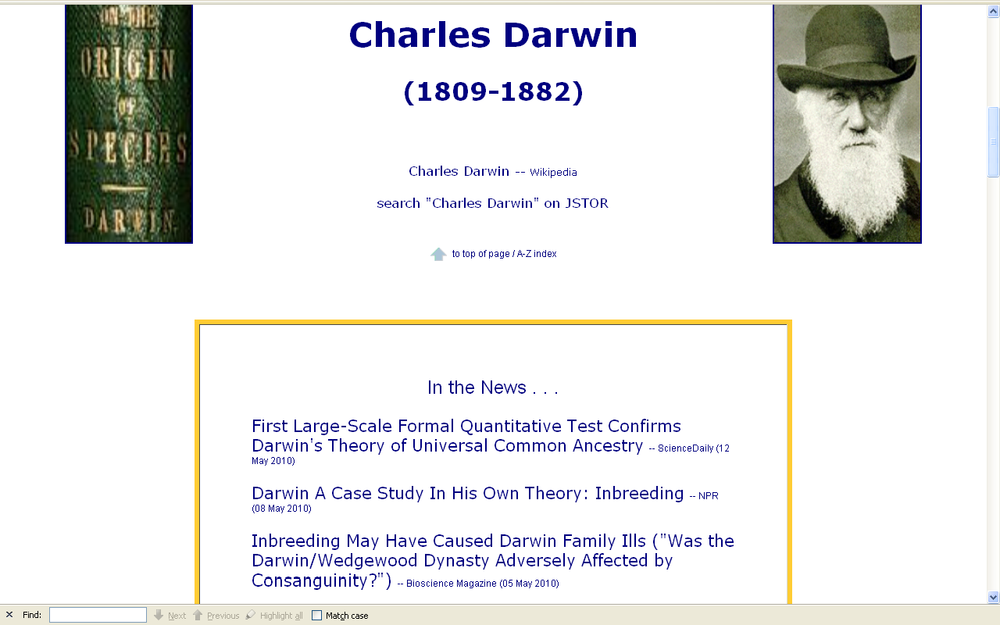 ON THE
ORIGIN
OF
SPECIES
DARWIN.
Charles Darwin
(1809-1882)
Charles Darwin -- Wikipedia
search "Charles Darwin" on JSTOR
to top of page / A-Z index
In the News . . .
First Large-Scale Formal Quantitative Test Confirms
Darwin's Theory of Universal Common Ancestry -- ScienceDaily (12
May 2010)
Darwin A Case Study In His Own Theory: Inbreeding -- NPR
(08 May 2010)
Inbreeding May Have Caused Darwin Family Ills ("Was the
Darwin/Wedgewood Dynasty Adversely Affected by
Consanguinity?") -- Bioscience Magazine (05 May 2010)
Find: Next Previous Highlight all Match case